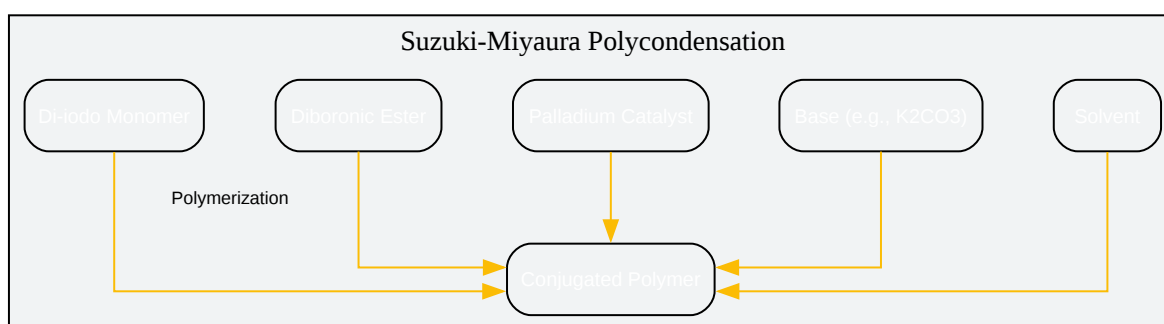 Suzuki-Miyaura Polycondensation
Di-iodo Monomer
Diboronic Ester
Palladium Catalyst
Base (e.g., K2CO3)
Solvent
Polymerization
Conjugated Polymer